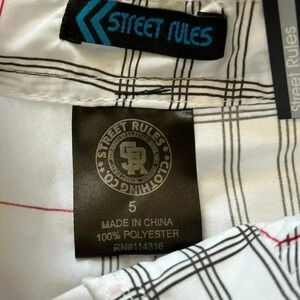 STREET RULES
Street Rules
STREET RULES
SR
CLOTHING CO.
5
MADE IN CHINA
100% POLYESTER
RN#114316